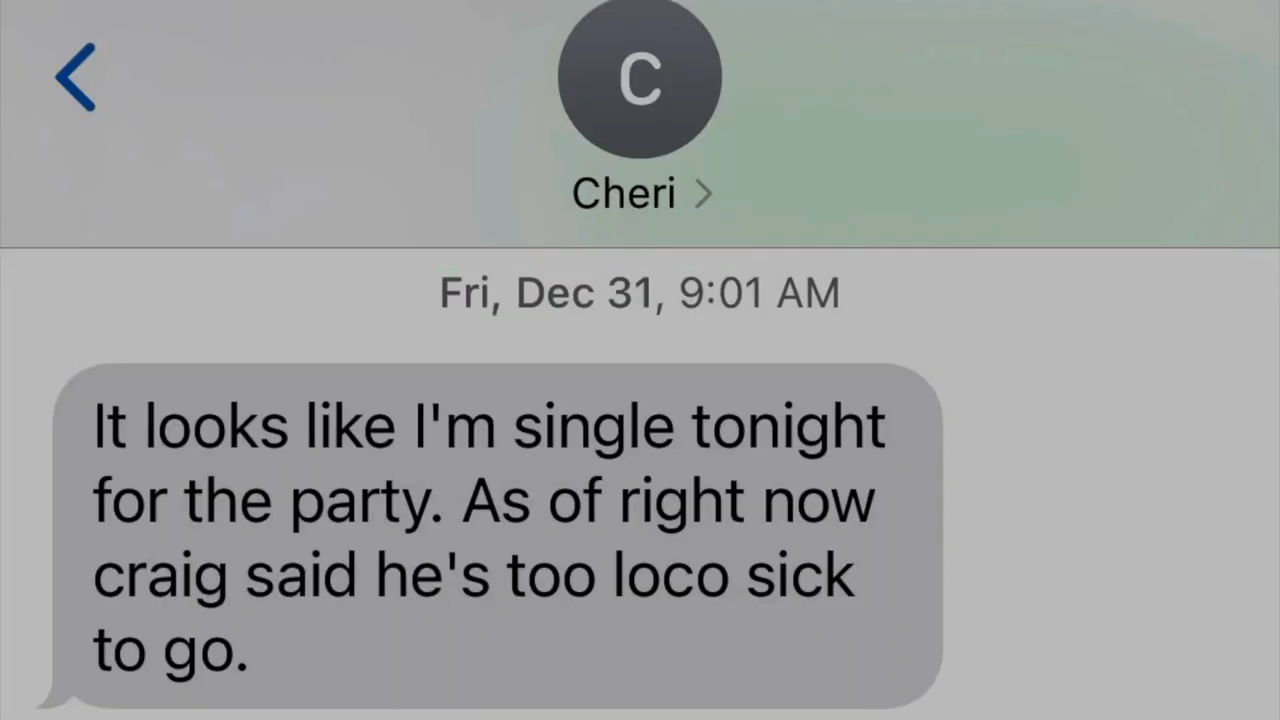 C
Cheri >
Fri, Dec 31, 9:01 AM
It looks like I'm single tonight
for the party. As of right now
craig said he's too loco sick
to go.